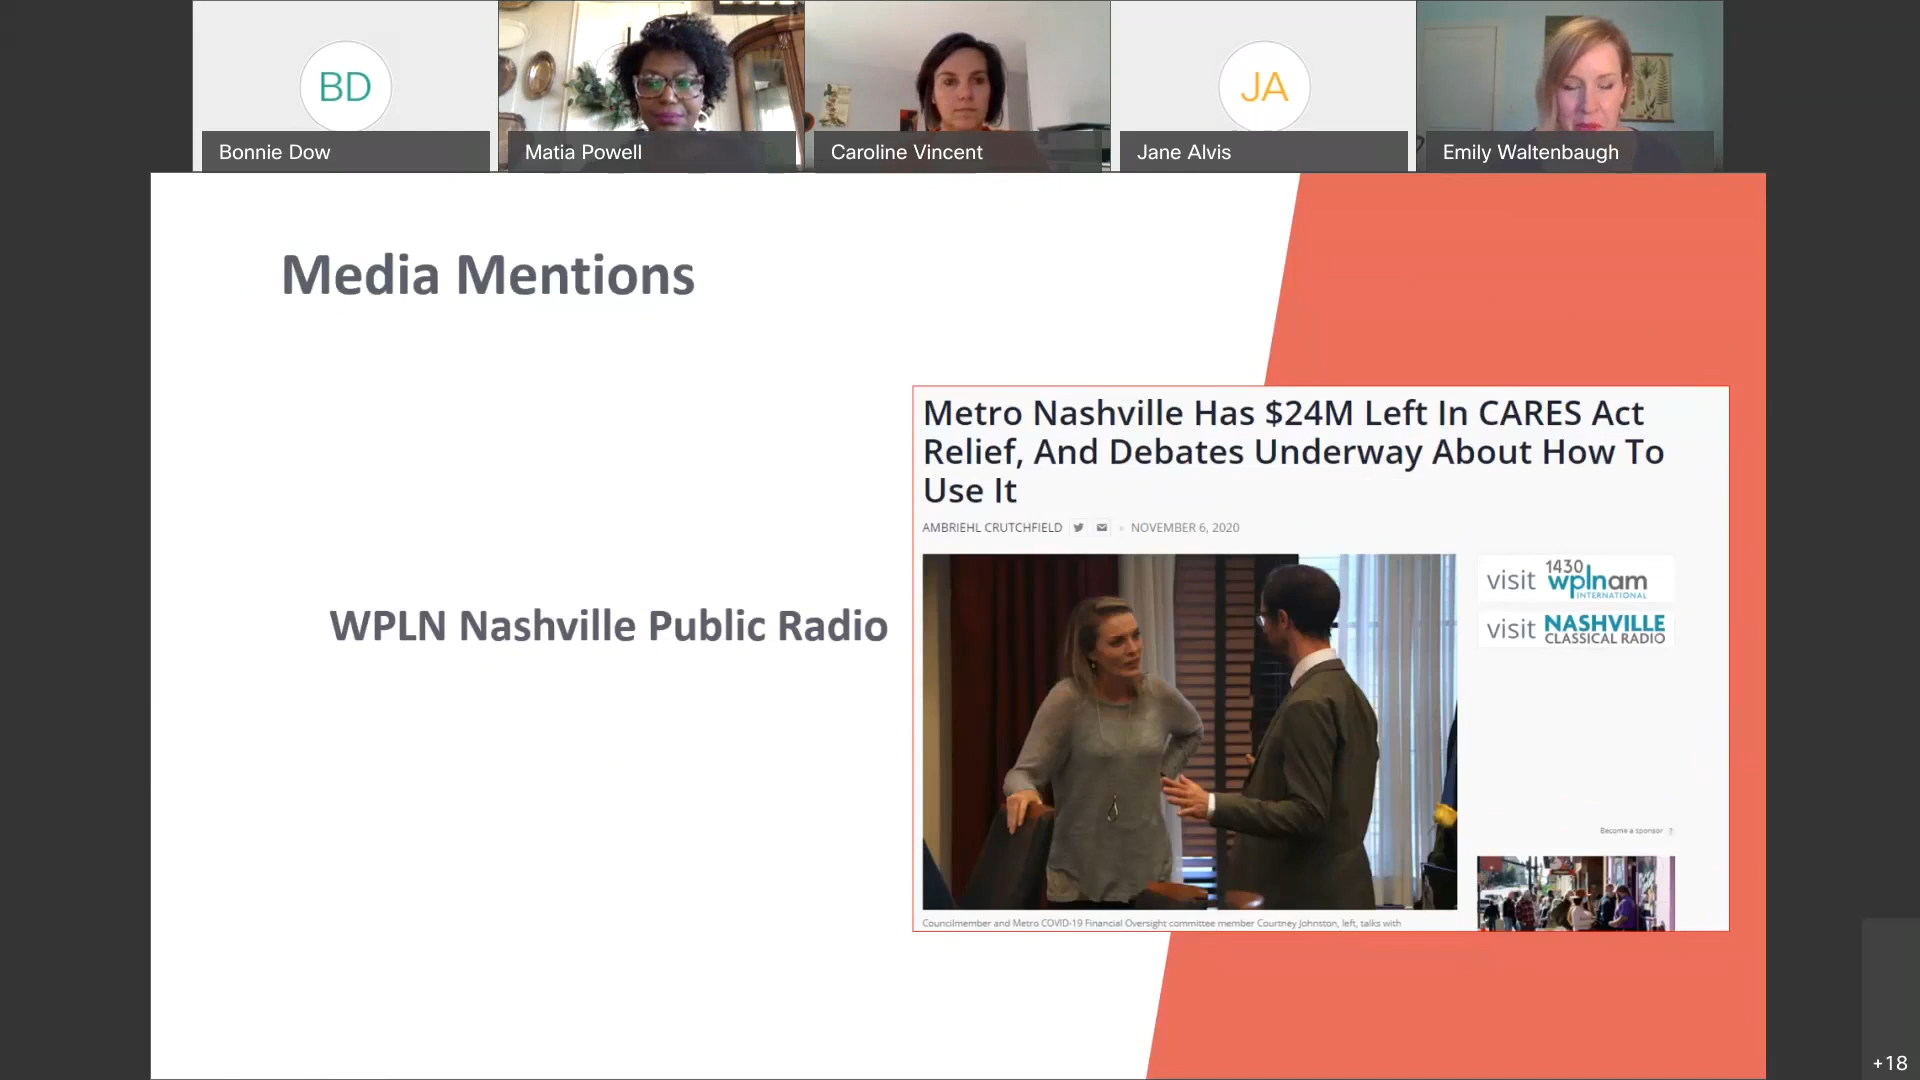 BD
JA
Bonnie Dow
Matia Powell
Caroline Vincent
Jane Alvis
Emily Waltenbaugh
Media Mentions
WPLN Nashville Public Radio
Metro Nashville Has $24M Left In CARES Act
Relief, And Debates Underway About How To
Use It
AMBRIEHL CRUTCHFIELD
NOVEMBER 6, 2020
visit 1430 wplnam INTERNATIONAL
visit NASHVILLE CLASSICAL RADIO
Become a sponsor ?
Councilmember and Metro COVID-19 Financial Oversight committee member Courtney Johnston, left, talks with
+18